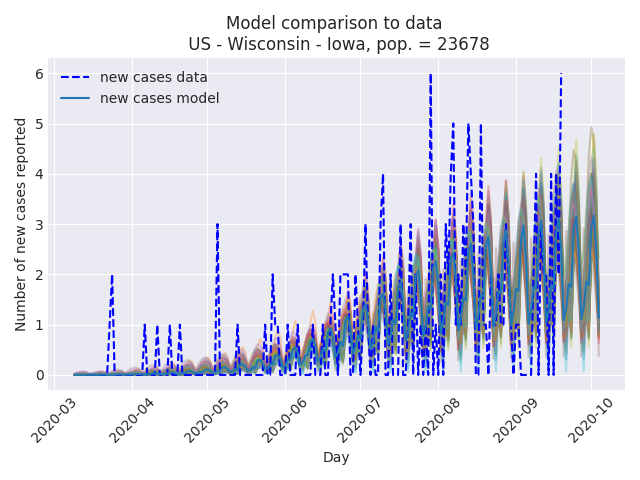 Model comparison to data
US - Wisconsin - Iowa, pop. = 23678
new cases data
new cases model
Number of new cases reported
6
5
4
3
2
1
0
2020-03
2020-04
2020-05
2020-06
2020-07
2020-08
2020-09
2020-10
Day